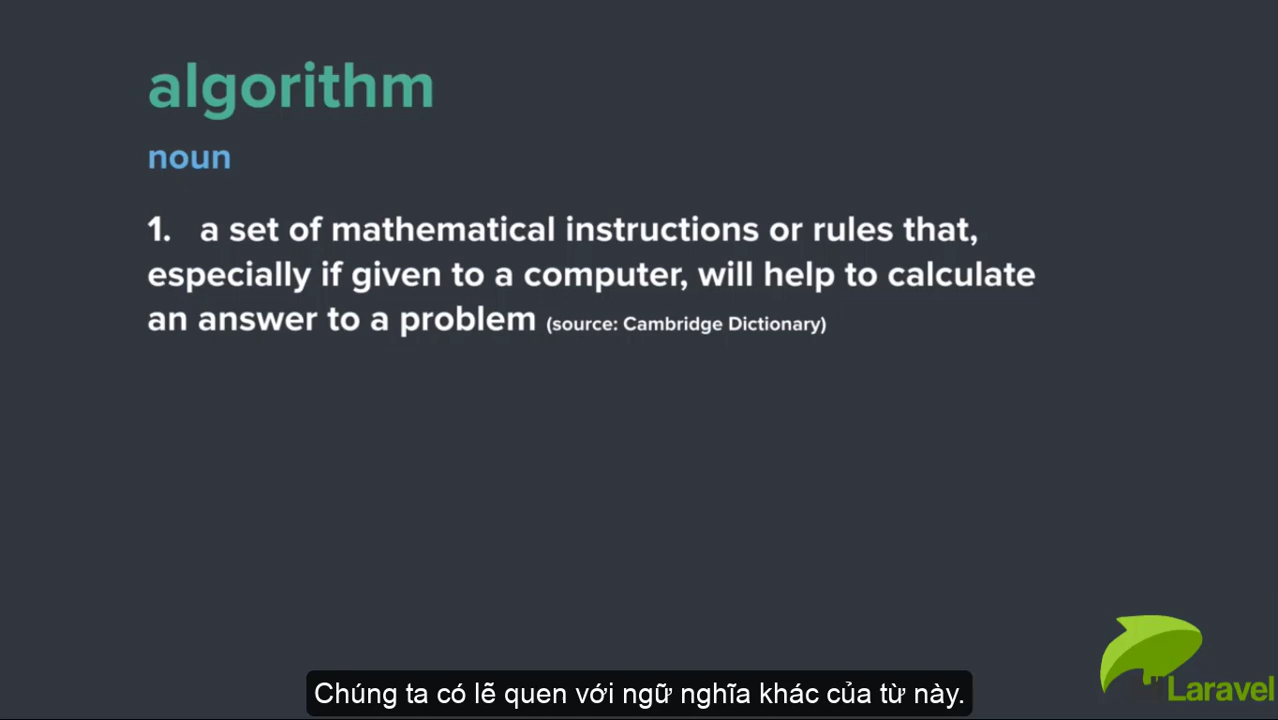 algorithm
noun
1. a set of mathematical instructions or rules that,
especially if given to a computer, will help to calculate
an answer to a problem (source: Cambridge Dictionary)
Laravel
Chúng ta có lẽ quen với ngữ nghĩa khác của từ này.